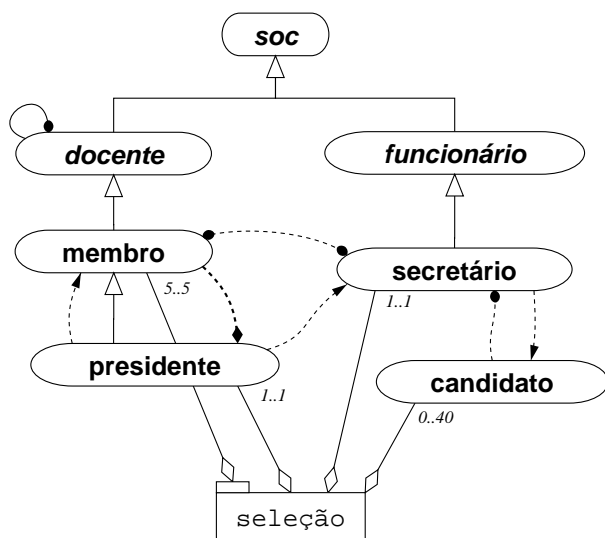 soc
docente
funcionário
membro
secretário
5..5
1..1
presidente
candidato
1..1
0..40
seleção